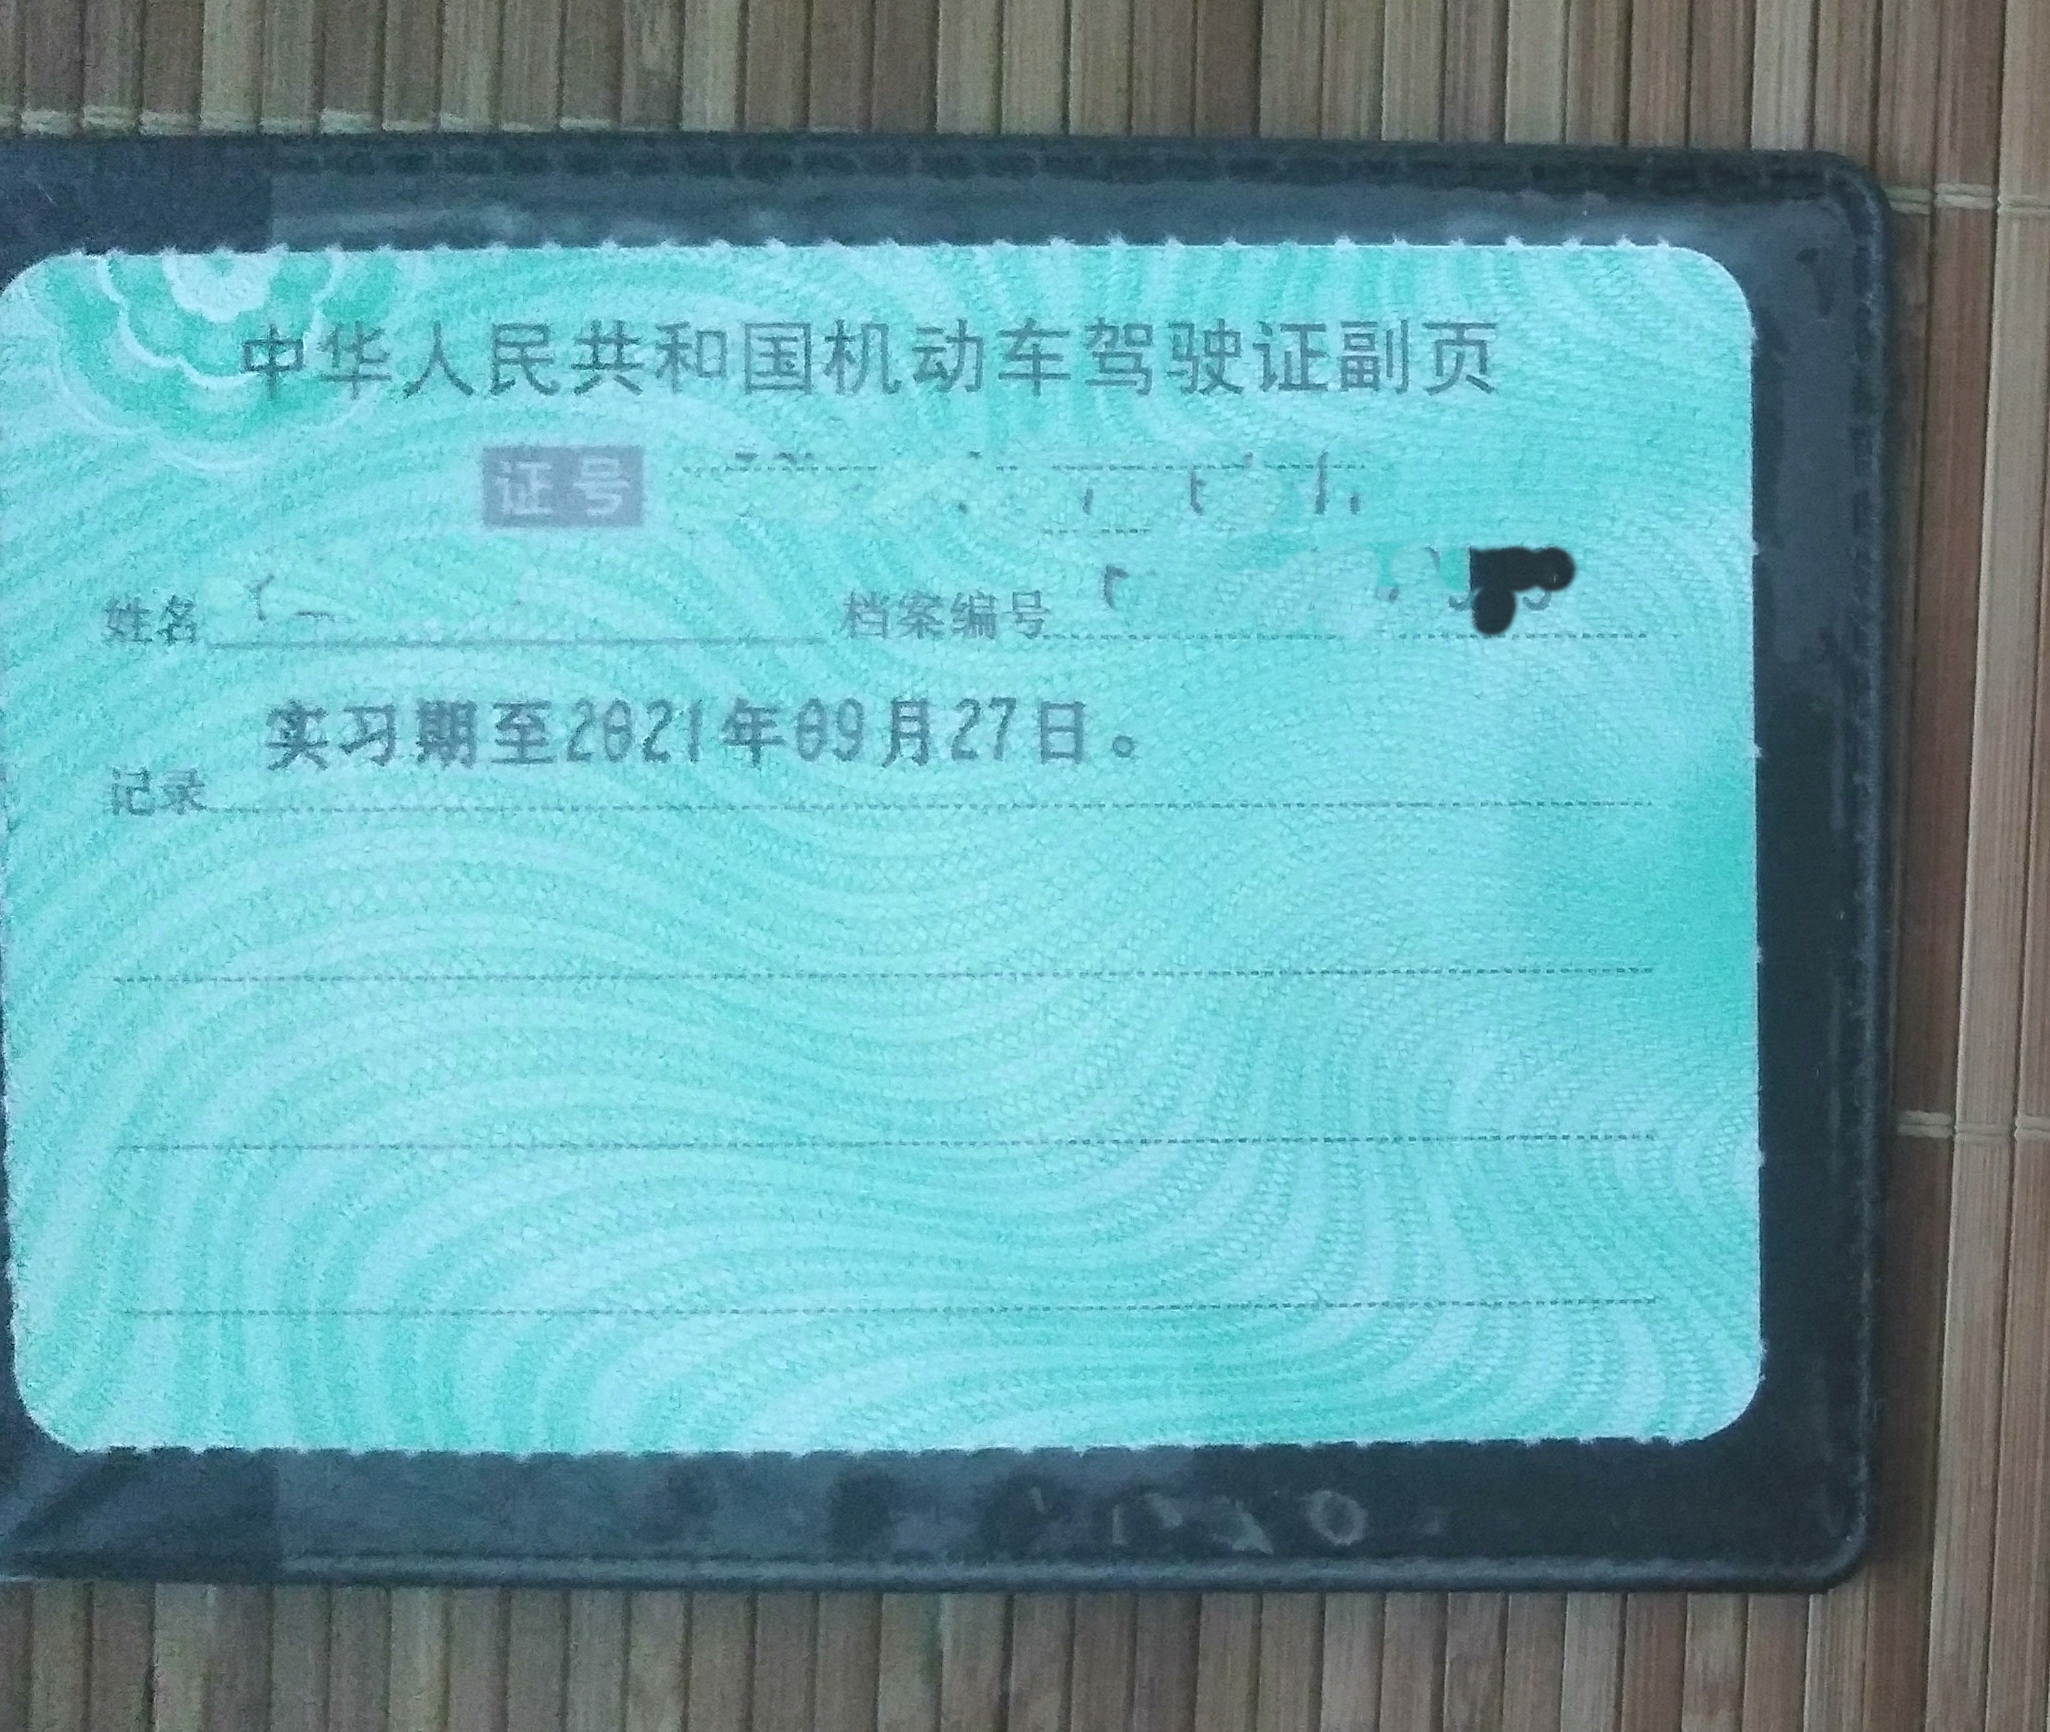 中华人民共和国机动车驾驶证副页
证号
姓名 档案编号
实习期至2021年09月27日。
记录